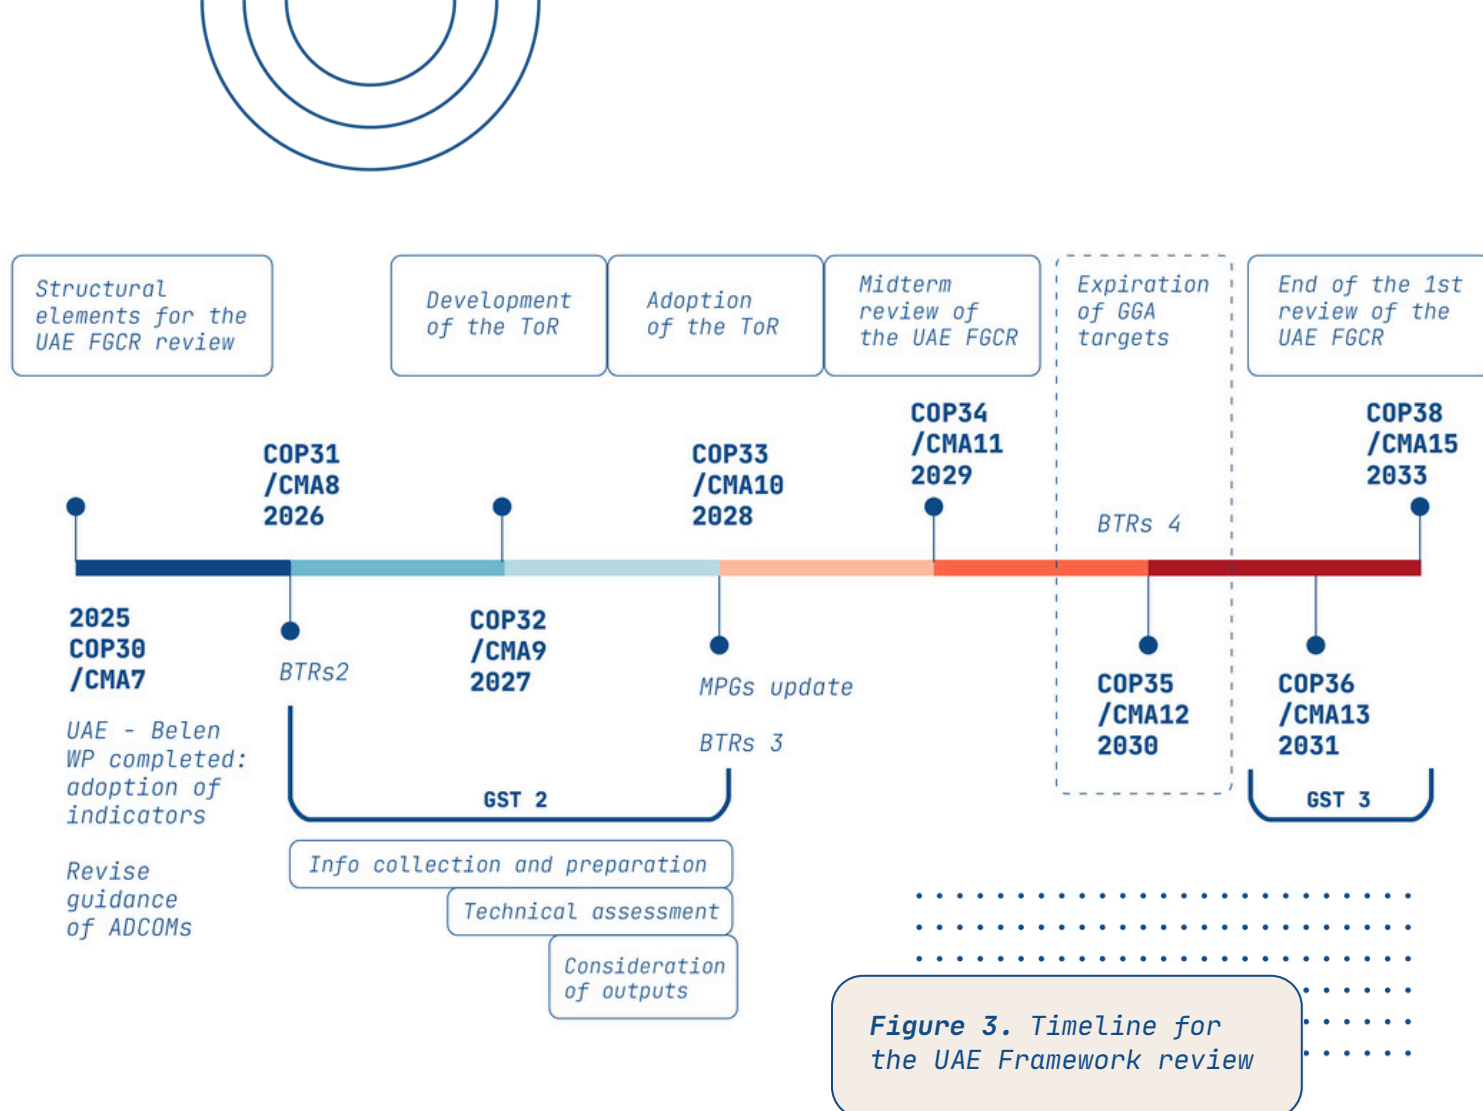 Structural
elements for the
UAE FGCR review
Development
of the ToR
Adoption
of the ToR
Midterm
review of
the UAE FGCR
Expiration
of GGA
targets
End of the 1st
review of the
UAE FGCR
COP31
/CMA8
2026
COP33
/CMA10
2028
COP34
/CMA11
2029
BTRs 4
COP38
/CMA15
2033
2025
COP30
/CMA7
UAE - Belen
WP completed:
adoption of
indicators
Revise
guidance
of ADCOMs
BTRs2
COP32
/CMA9
2027
MPGs update
BTRs 3
COP35
/CMA12
2030
COP36
/CMA13
2031
GST 2
GST 3
Info collection and preparation
Technical assessment
Consideration
of outputs
Figure 3. Timeline for
the UAE Framework review